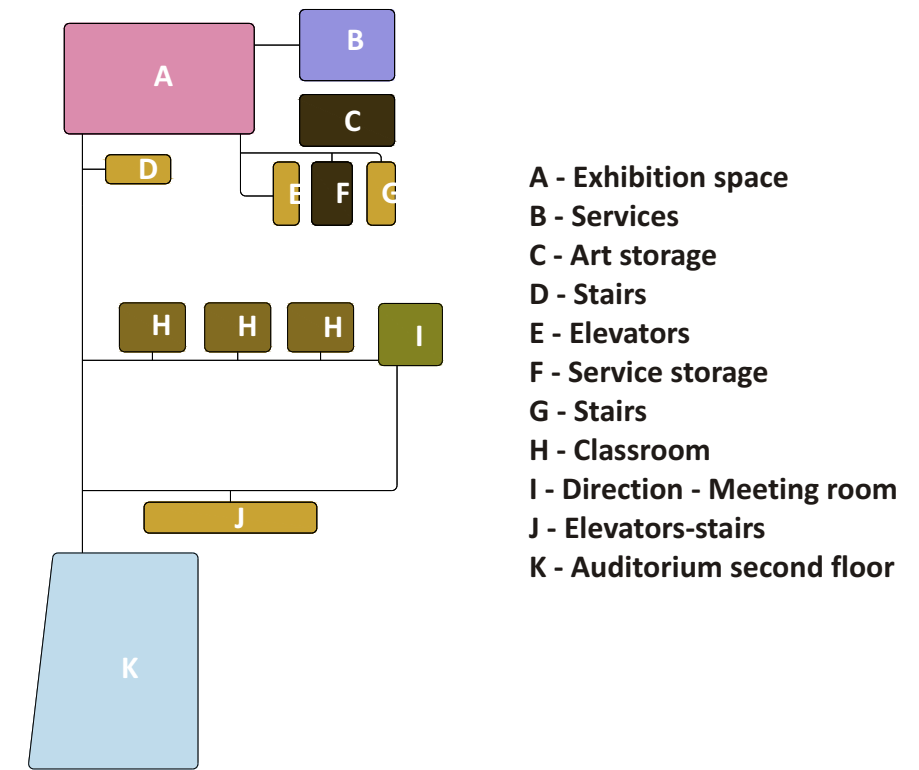 A
B
C
D
E
F
G
H
H
H
I
J
K
A - Exhibition space
B - Services
C - Art storage
D - Stairs
E - Elevators
F - Service storage
G - Stairs
H - Classroom
I - Direction - Meeting room
J - Elevators-stairs
K - Auditorium second floor